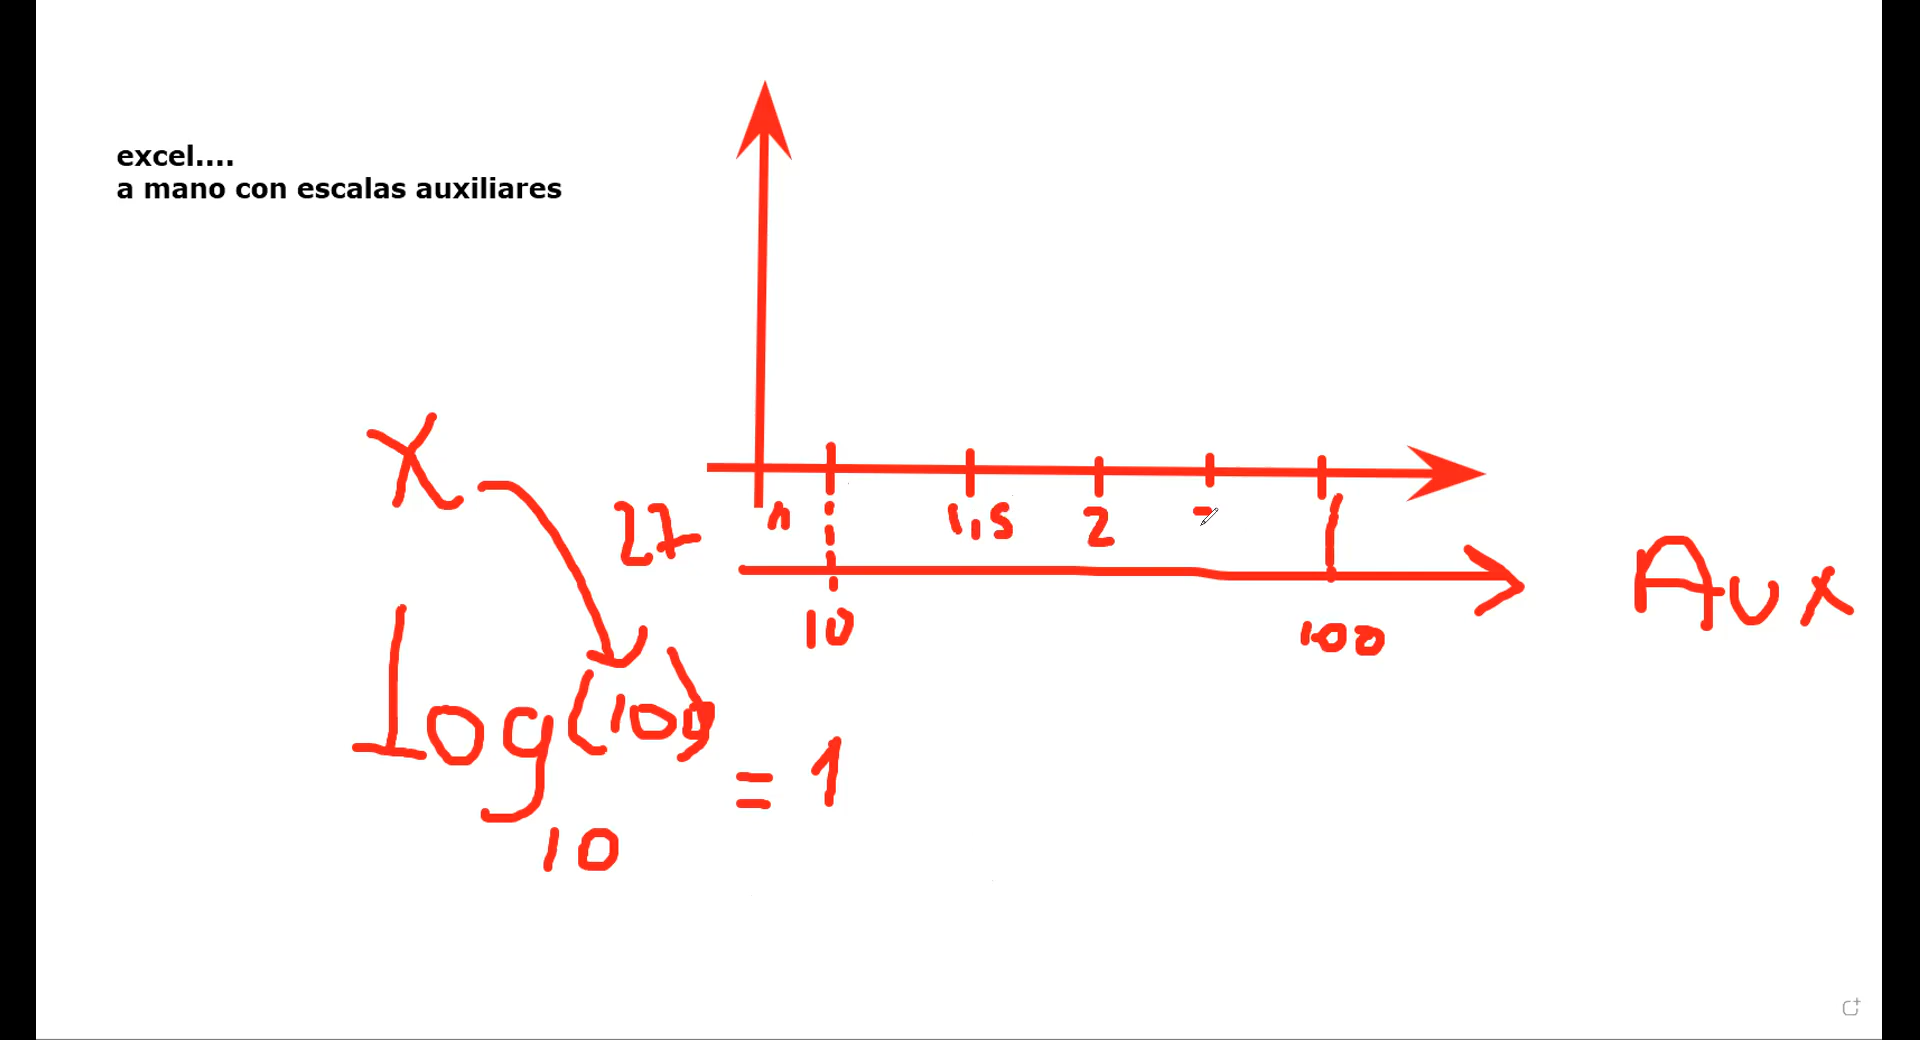 excel....
a mano con escalas auxiliares
x
27
1 1,5 2
Aux
10 100
log (100)
10
= 1